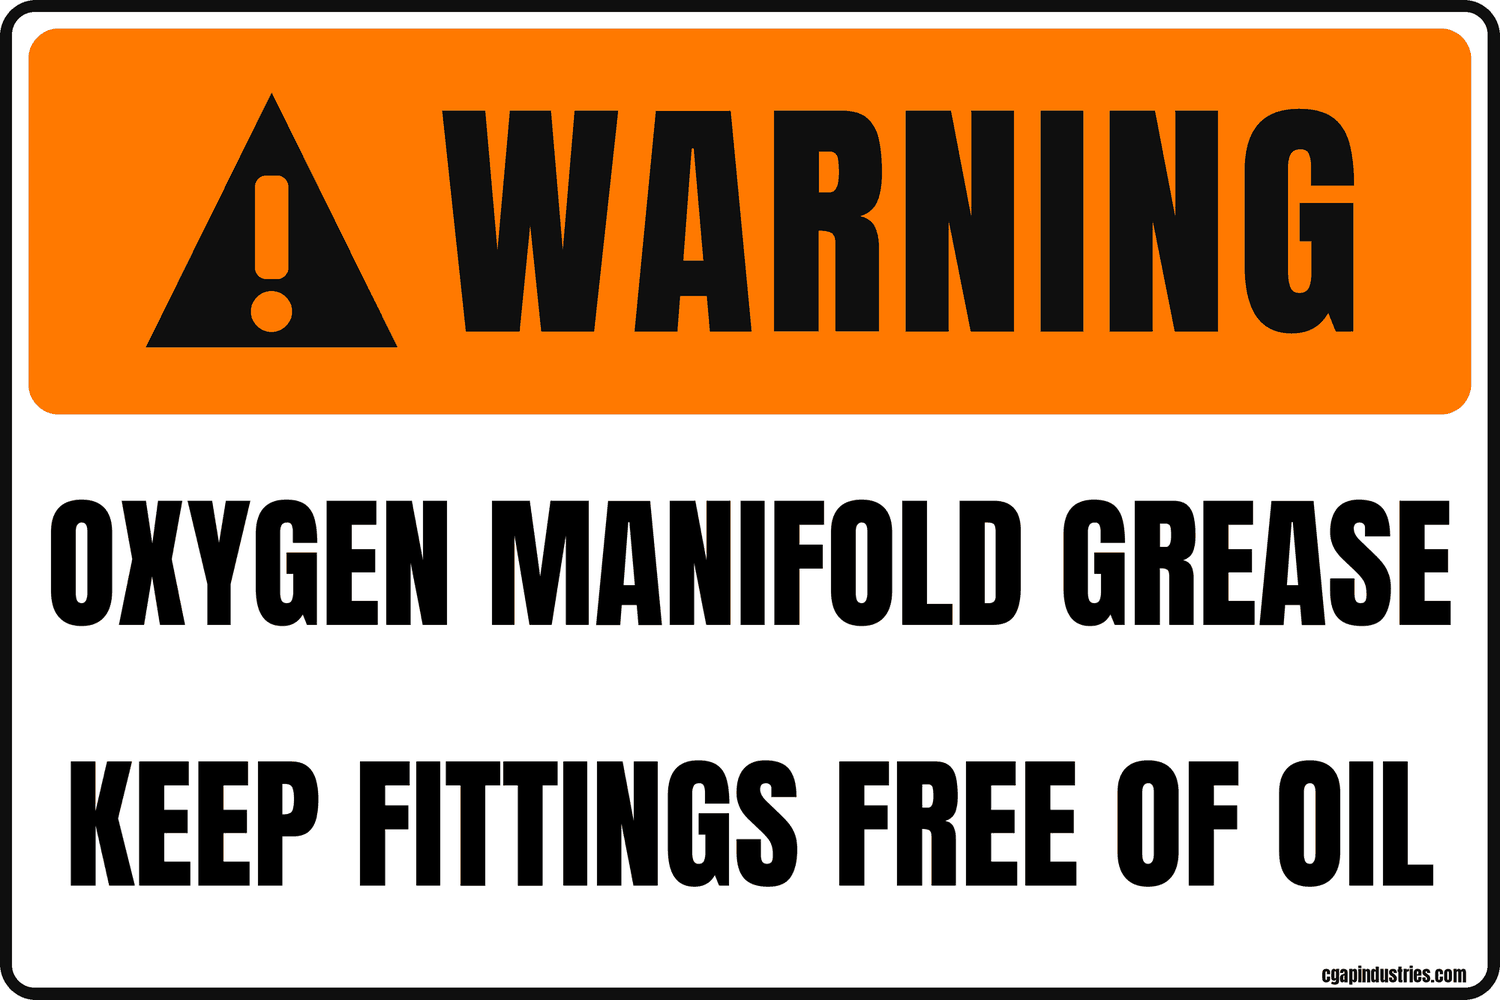 WARNING
OXYGEN MANIFOLD GREASE
KEEP FITTINGS FREE OF OIL
cgapindustries.com